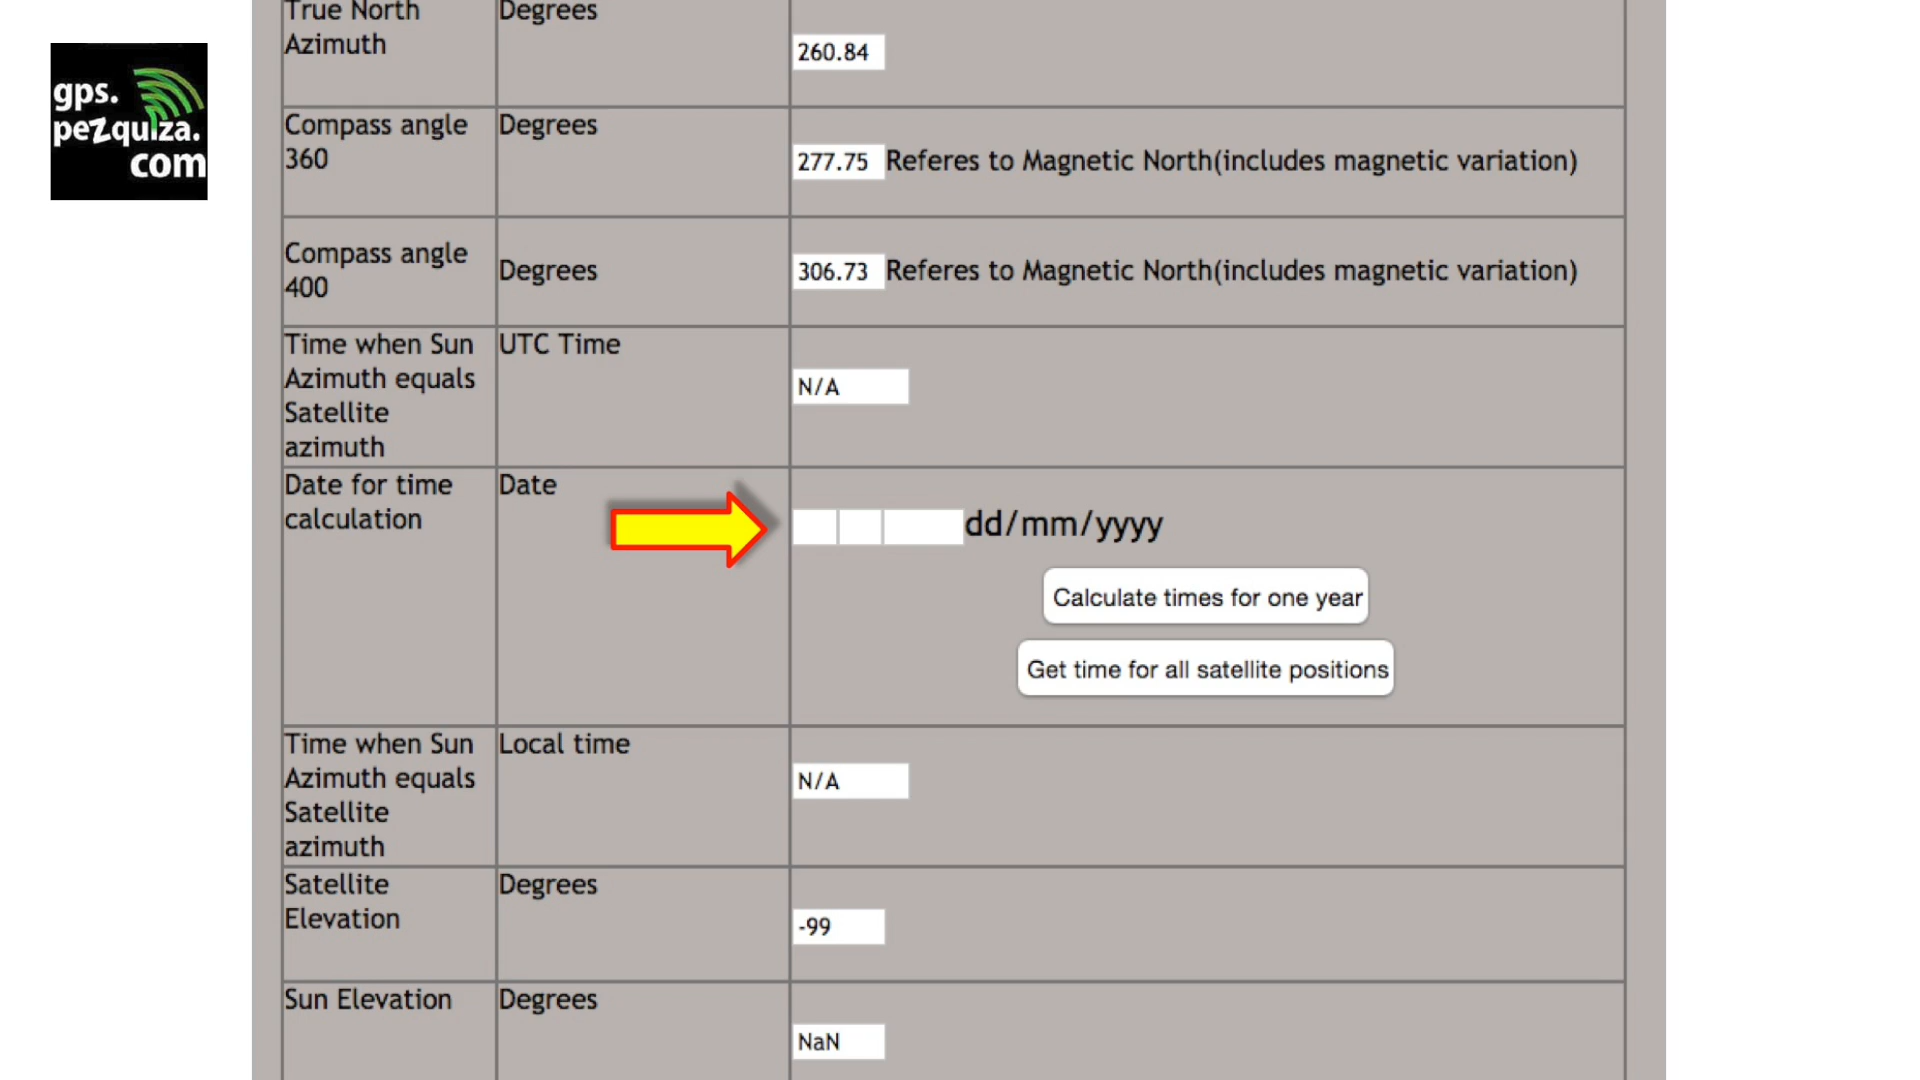 gps.
peZquiza.
com
True North
Azimuth
Degrees
260.84
Compass angle
360
Degrees
277.75 Referes to Magnetic North(includes magnetic variation)
Compass angle
400
Degrees
306.73 Referes to Magnetic North(includes magnetic variation)
Time when Sun
Azimuth equals
Satellite
azimuth
UTC Time
N/A
Date for time
calculation
Date
dd/mm/yyyy
Calculate times for one year
Get time for all satellite positions
Time when Sun
Azimuth equals
Satellite
azimuth
Local time
N/A
Satellite
Elevation
Degrees
-99
Sun Elevation
Degrees
NaN